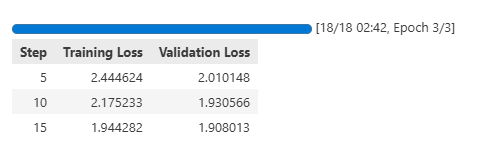 [18/18 02:42, Epoch 3/3]
Step Training Loss Validation Loss
5 2.444624 2.010148
10 2.175233 1.930566
15 1.944282 1.908013